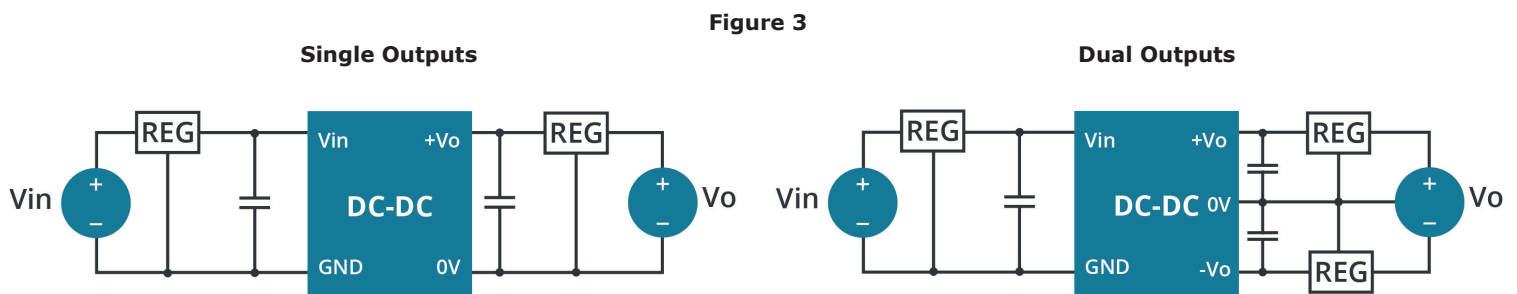 Figure 3
Single Outputs
REG
REG
Vin
+
−
Vin
+Vo
DC-DC
GND
0V
+
−
Vo
Dual Outputs
REG
REG
Vin
+
−
Vin
+Vo
DC-DC
0V
GND
-Vo
REG
+
−
Vo